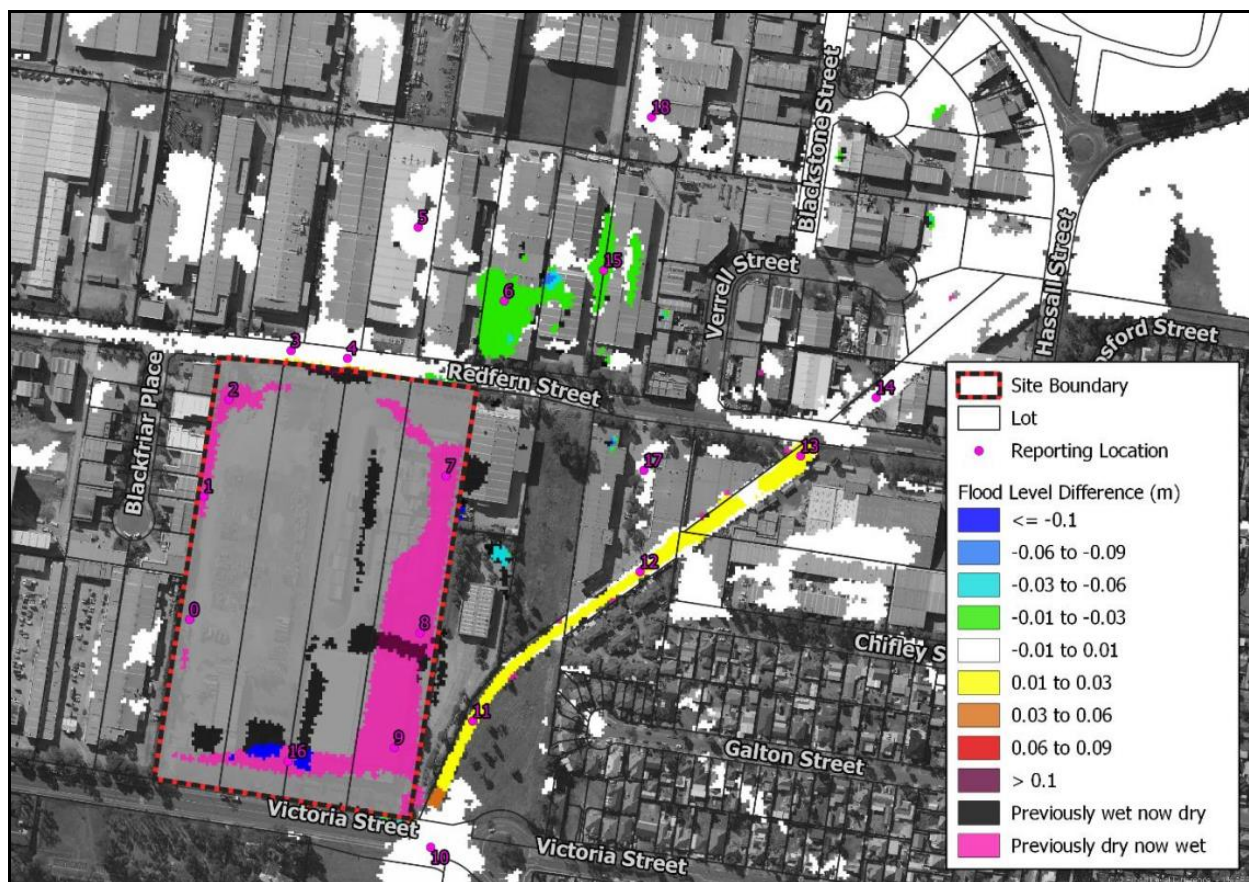 18
Blackstone Street
5
15
Verrell Street
Hassall Street
6
sford Street
3
4
Redfern Street
2
14
Blackfriar Place
13
7
17
1
12
0
8
Chifley S
11
9
16
Galton Street
Victoria Street
10
Victoria Street
Site Boundary
Lot
Reporting Location
Flood Level Difference (m)
<= -0.1
-0.06 to -0.09
-0.03 to -0.06
-0.01 to -0.03
-0.01 to 0.01
0.01 to 0.03
0.03 to 0.06
0.06 to 0.09
> 0.1
Previously wet now dry
Previously dry now wet